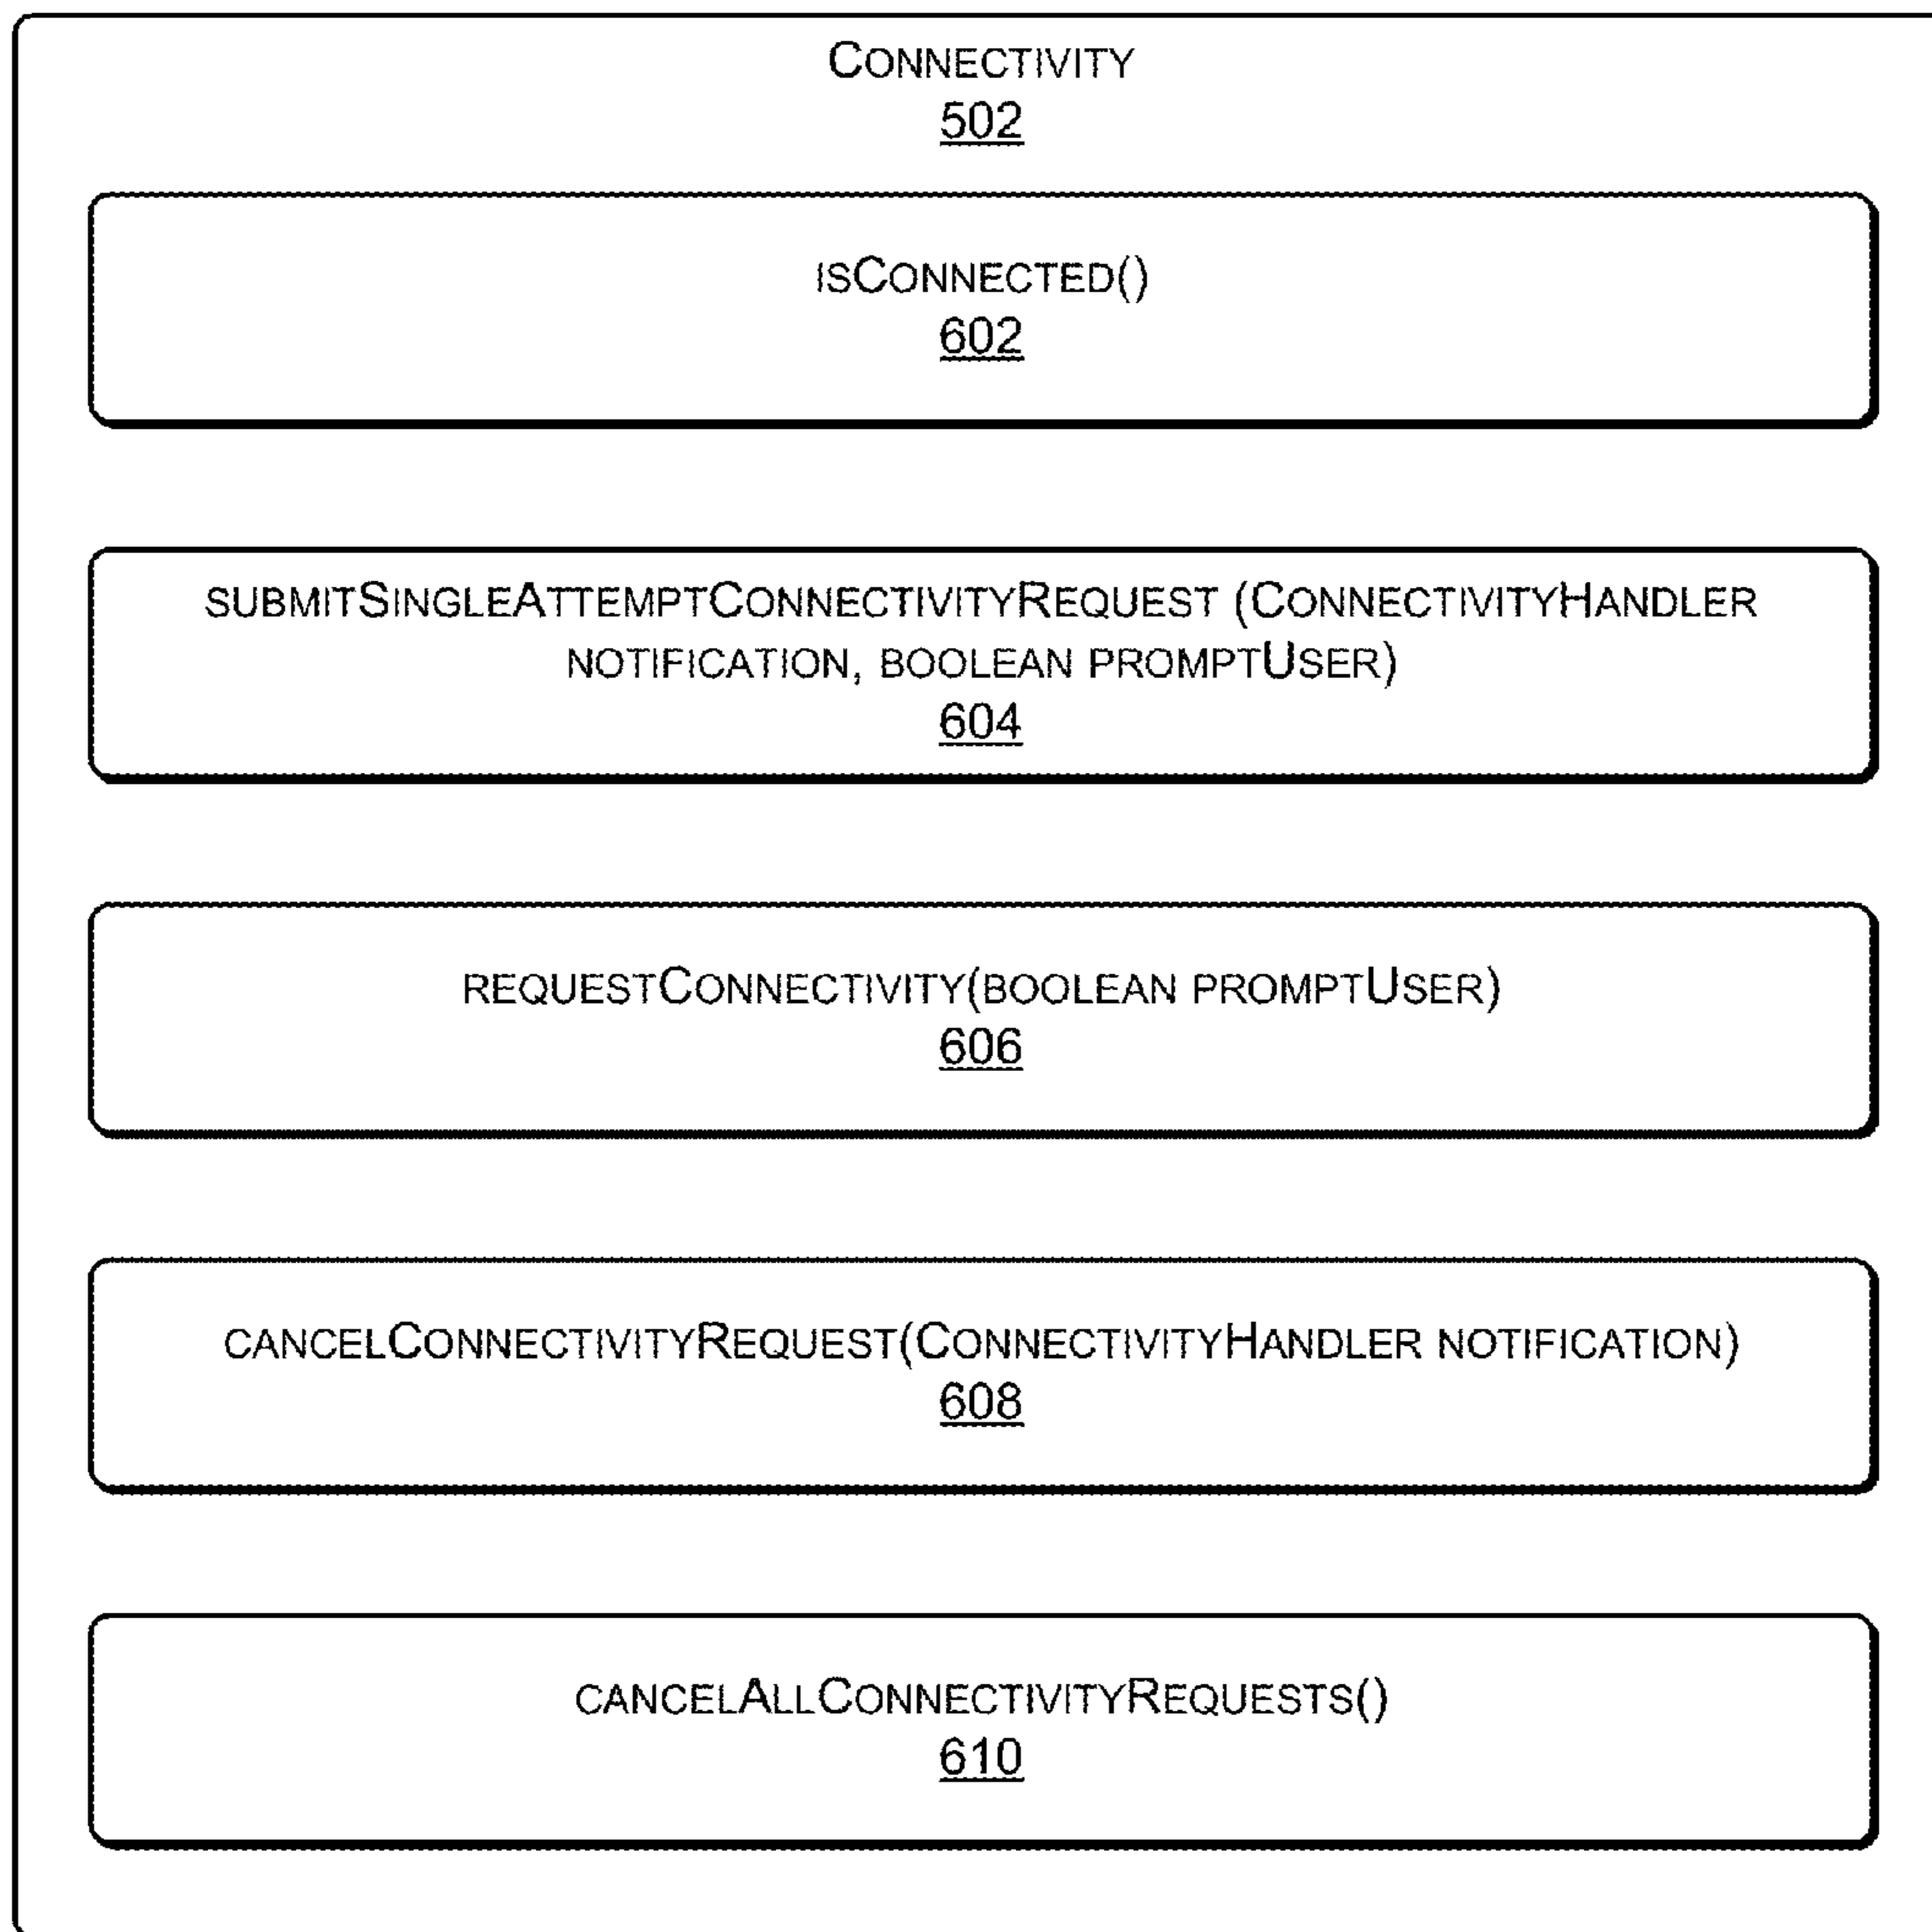 CONNECTIVITY
502
ISCONNECTED()
602
SUBMITSINGLEATTEMPTCONNECTIVITYREQUEST (CONNECTIVITYHANDLER
NOTIFICATION, BOOLEAN PROMPTUSER)
604
REQUESTCONNECTIVITY(BOOLEAN PROMPTUSER)
606
CANCELCONNECTIVITYREQUEST(CONNECTIVITYHANDLER NOTIFICATION)
608
CANCELALLCONNECTIVITYREQUESTS()
610